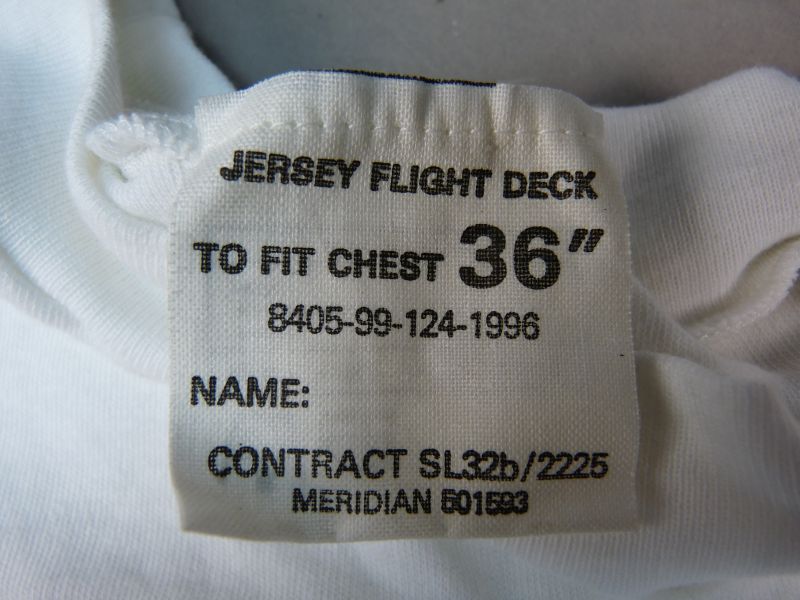 JERSEY FLIGHT DECK
TO FIT CHEST 36"
8405-99-124-1996
NAME:
CONTRACT SL32b/2225
MERIDIAN 501593